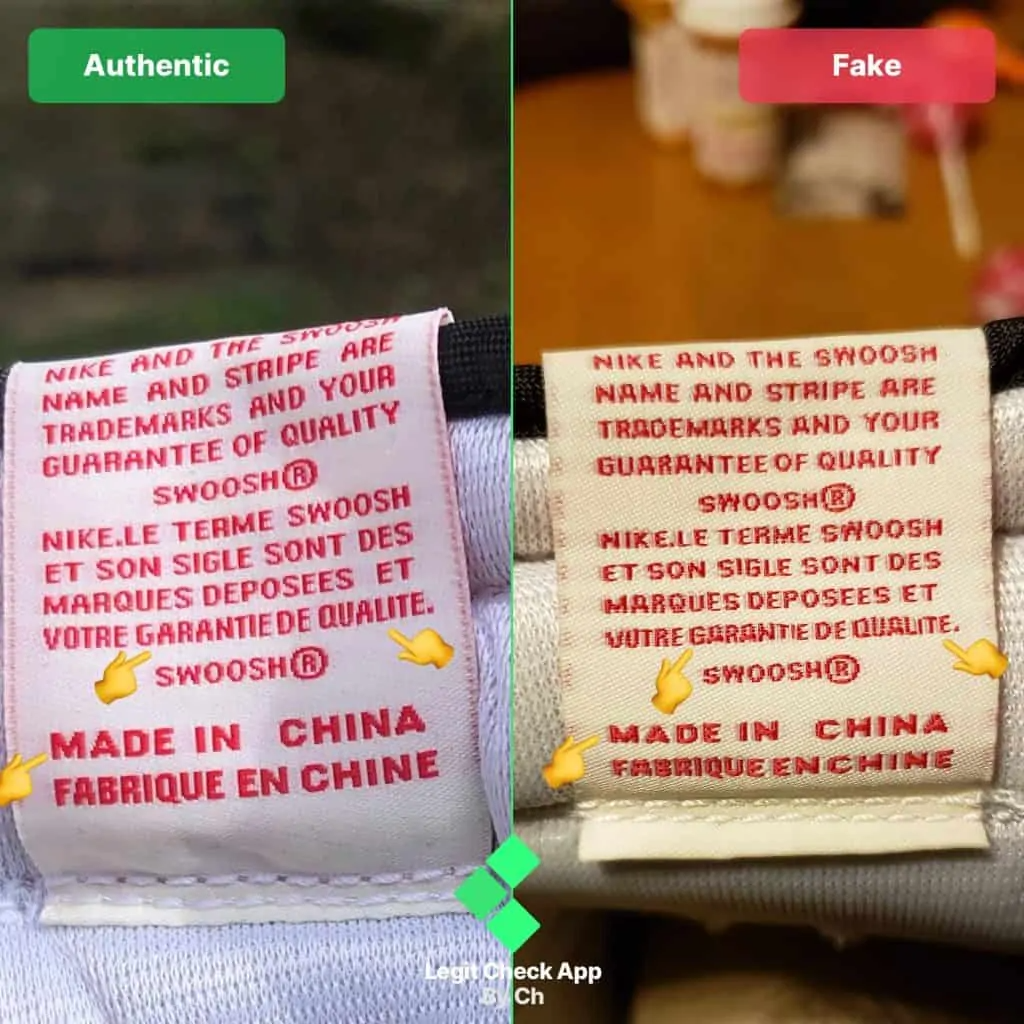 Authentic
NIKE AND THE SWOOSH
NAME AND STRIPE ARE
TRADEMARKS AND YOUR
GUARANTEE OF QUALITY
SWOOSH®
NIKE.LE TERME SWOOSH
ET SON SIGLE SONT DES
MARQUES DEPOSEES ET
VOTRE GARANTIE DE QUALITE.
SWOOSH®
MADE IN CHINA
FABRIQUE EN CHINE
Fake
NIKE AND THE SWOOSH
NAME AND STRIPE ARE
TRADEMARKS AND YOUR
GUARANTEE OF QUALITY
SWOOSH®
NIKE.LE TERME SWOOSH
ET SON SIGLE SONT DES
MARQUES DEPOSEES ET
VOTRE GARANTIE DE QUALITE.
SWOOSH®
MADE IN CHINA
FABRIQUE EN CHINE
Legit Check App
By Ch